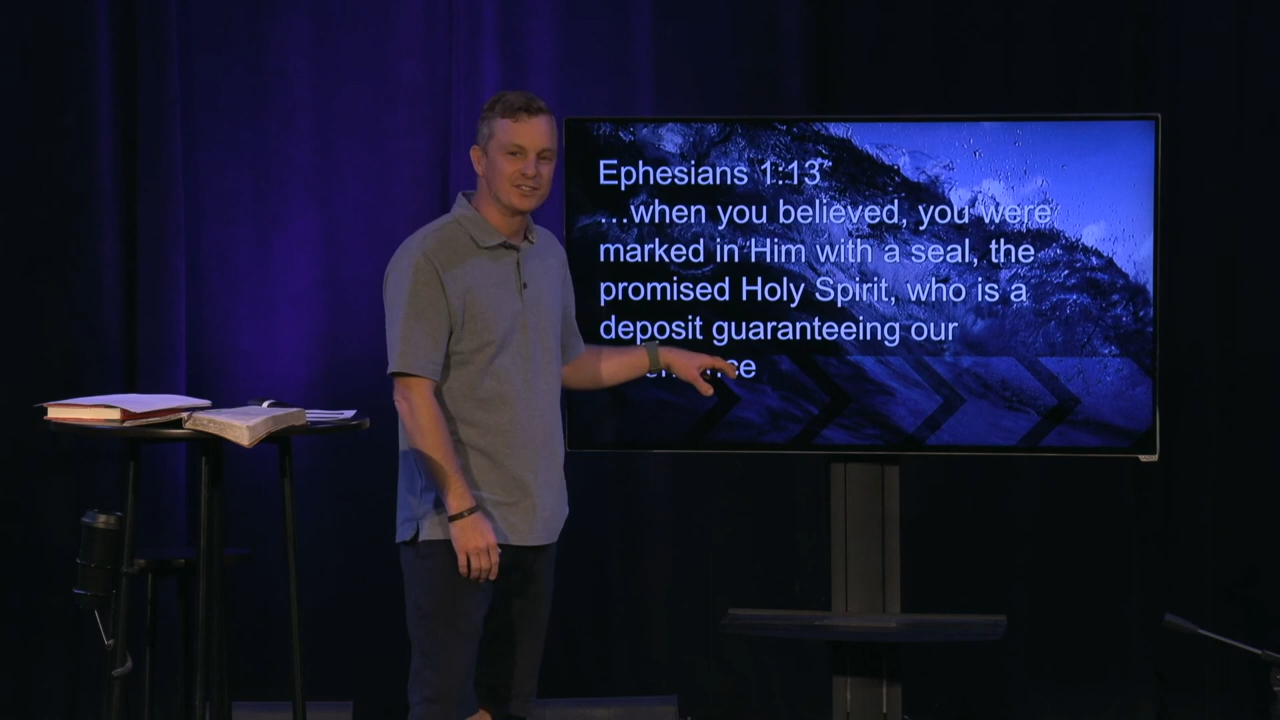 Ephesians 1:13
…when you believed, you were
marked in Him with a seal, the
promised Holy Spirit, who is a
deposit guaranteeing our